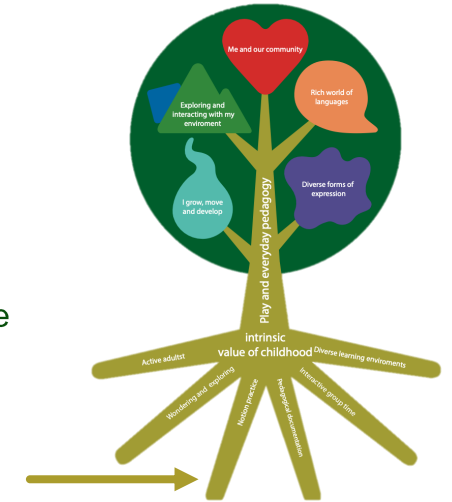 Me and our community
Exploring and
interacting with my
enviroment
Rich world of
languages
I grow, move
and develop
Diverse forms of
expression
Play and everyday pedagogy
intrinsic
value of childhood
Active adultst
Wondering and exploring
Notion practice
Pedagogical documentation
Interactive group time
Diverse learning enviroments
e